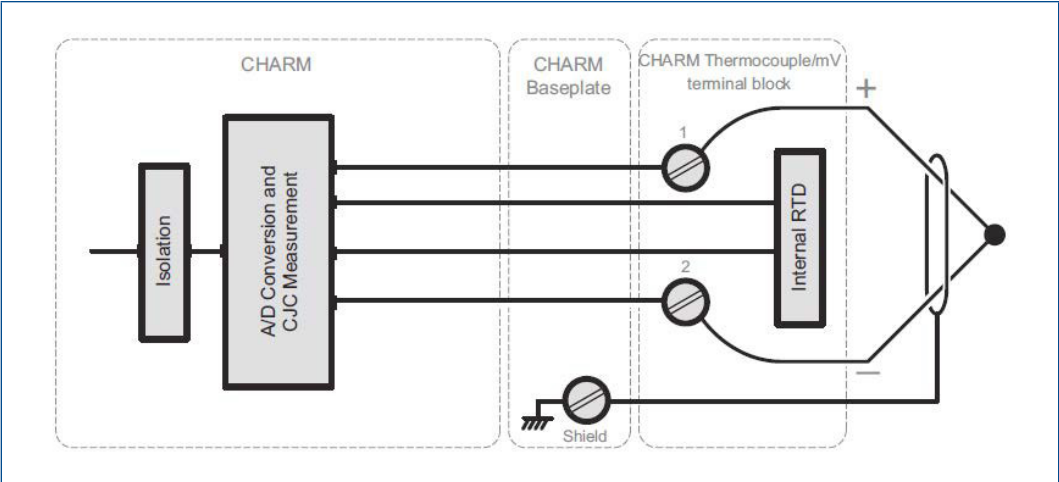 CHARM
CHARM
Baseplate
CHARM Thermocouple/mV
terminal block
+
1
Isolation
A/D Conversion and
CJC Measurement
Internal RTD
2
—
Shield